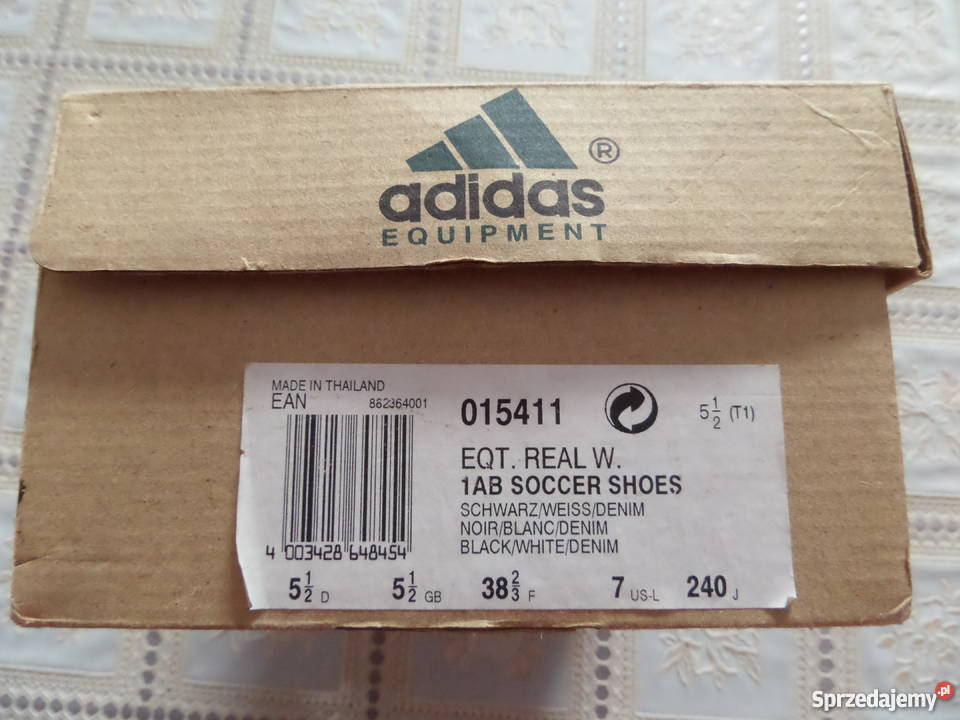 adidas ®
EQUIPMENT
MADE IN THAILAND
EAN 882364001
015411
5 1/2 (T1)
EQT. REAL W.
1AB SOCCER SHOES
SCHWARZ/WEISS/DENIM
NOIR/BLANC/DENIM
BLACK/WHITE/DENIM
4 003428 648454
5 1/2 D 5 1/2 GB 38 2/3 F 7 US-L 240 J
Sprzedajemy.pl